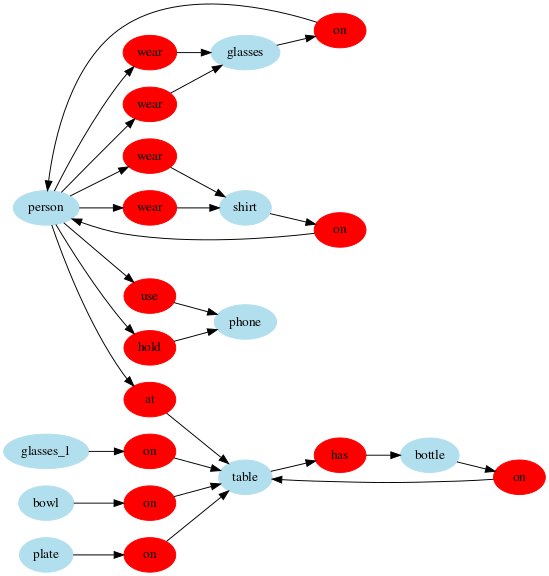 on
wear
glasses
wear
wear
person
wear
shirt
on
use
phone
hold
at
glasses_1
on
has
bottle
table
on
bowl
on
plate
on